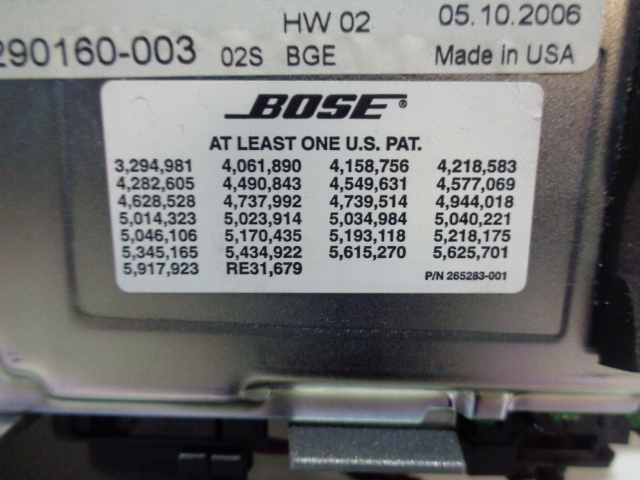 HW 02 05.10.2006
290160-003 02S BGE Made in USA
BOSE®
AT LEAST ONE U.S. PAT.
3,294,981 4,061,890 4,158,756 4,218,583
4,282,605 4,490,843 4,549,631 4,577,069
4,628,528 4,737,992 4,739,514 4,944,018
5,014,323 5,023,914 5,034,984 5,040,221
5,046,106 5,170,435 5,193,118 5,218,175
5,345,165 5,434,922 5,615,270 5,625,701
5,917,923 RE31,679 P/N 265283-001